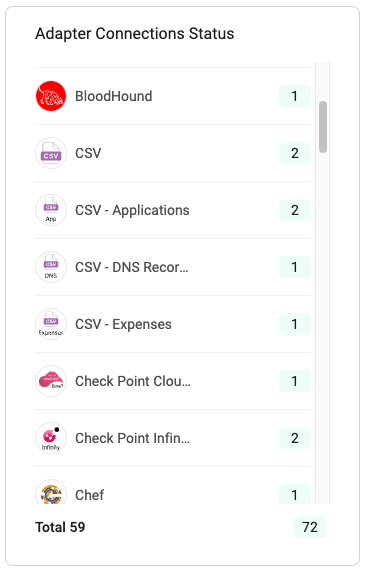 Adapter Connections Status
BloodHound 1
CSV
CSV 2
CSV
App
CSV - Applications 2
CSV
DNS
CSV - DNS Recor... 1
CSV
Expenses
CSV - Expenses 1
Check Point Clou... 1
Infinity
Check Point Infin... 2
Chef 1
Total 59 72